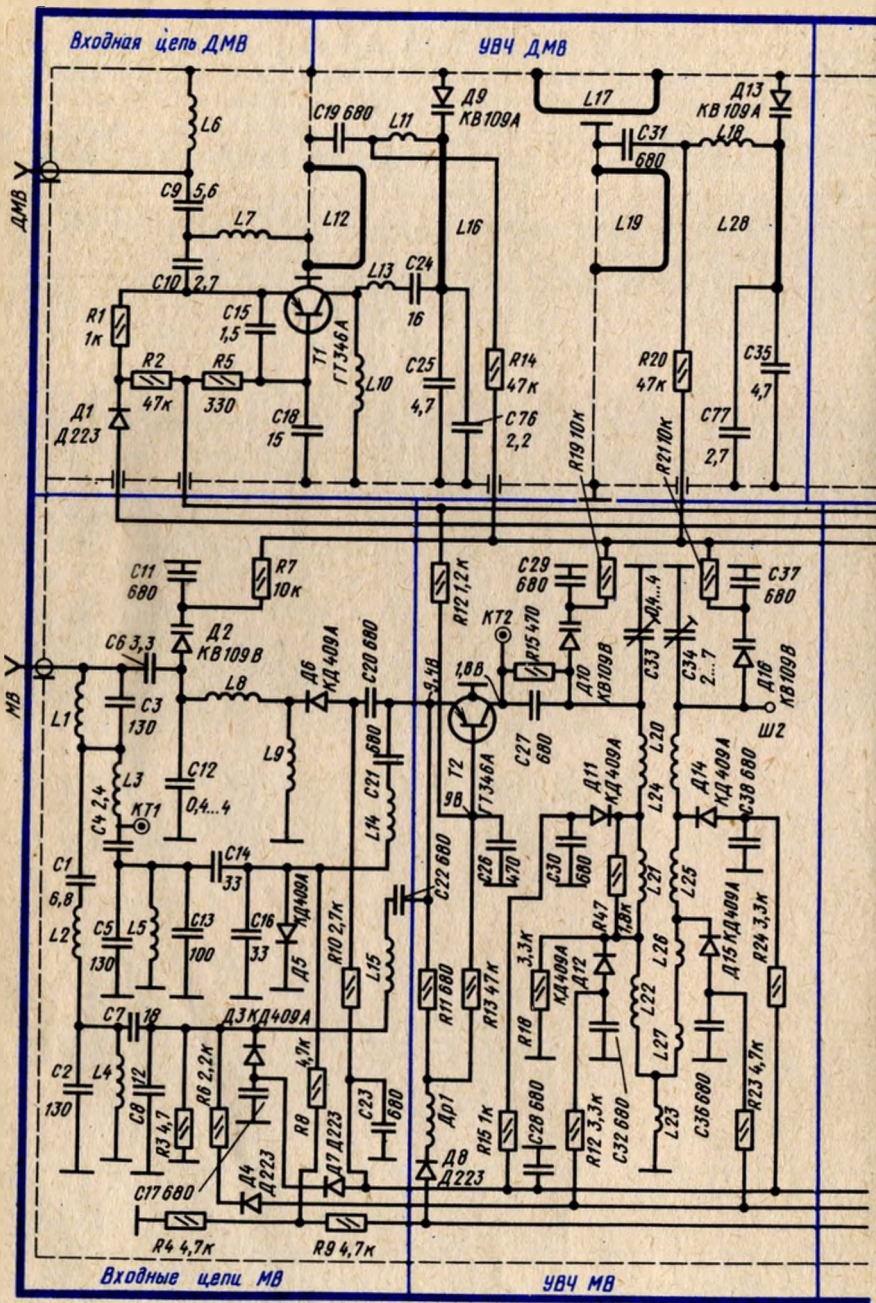 Входная цепь ДМВ
УВЧ ДМВ
L6
C19 680
L11
Д9
КВ109А
L17
Д13
КВ109А
C31
680
L18
ДМВ
C9 5,6
L7
L12
L16
L19
L28
C10 2,7
L13
C24
16
R1
1к
C15
1,5
Т1
ГТ346А
R2
47к
R5
330
L10
C25
4,7
R14
47к
R20
47к
C35
4,7
Д1
Д223
C18
15
C76
2,2
R19 10к
R21 10к
C77
2,7
C11
680
R7
10к
R12 1,2к
C29
680
C37
680
КТ2
R15 470
0,4...4
C33
C34
2...7
МВ
C6 3,3
Д2
КВ109В
Д6
КД409А
C20 680
9,4В
1,8В
Д10
КВ109В
Д16
КВ109В
L1
C3
130
L8
Ш2
C27
680
L20
L3
C12
0,4...4
L9
C21
680
Т2
ГТ346А
9В
Д11
КД409А
L24
Д14
КД409А
C38 680
C4 2,4
КТ1
L14
C1
6,8
C14
33
C22 680
C26
470
C30
680
L21
L25
L2
C5
130
L5
C13
100
C16
33
Д5
КД409А
R10 2,7к
L15
R11 680
R13 47к
R47
1,8к
3,3к
R18
КД409А
Д12
L26
Д15 КД409А
R24 3,3к
C7 18
Д3 КД409А
L22
L27
C2
130
L4
C8 12
R3 4,7
R6 2,2к
4,7к
R8
C23
680
Др1
R15 1к
C28 680
R12 3,3к
C32 680
L23
C36 680
R23 4,7к
C17 680
Д4
Д223
Д7 Д223
Д8
Д223
R4 4,7к
R9 4,7к
Входные цепи МВ
УВЧ МВ